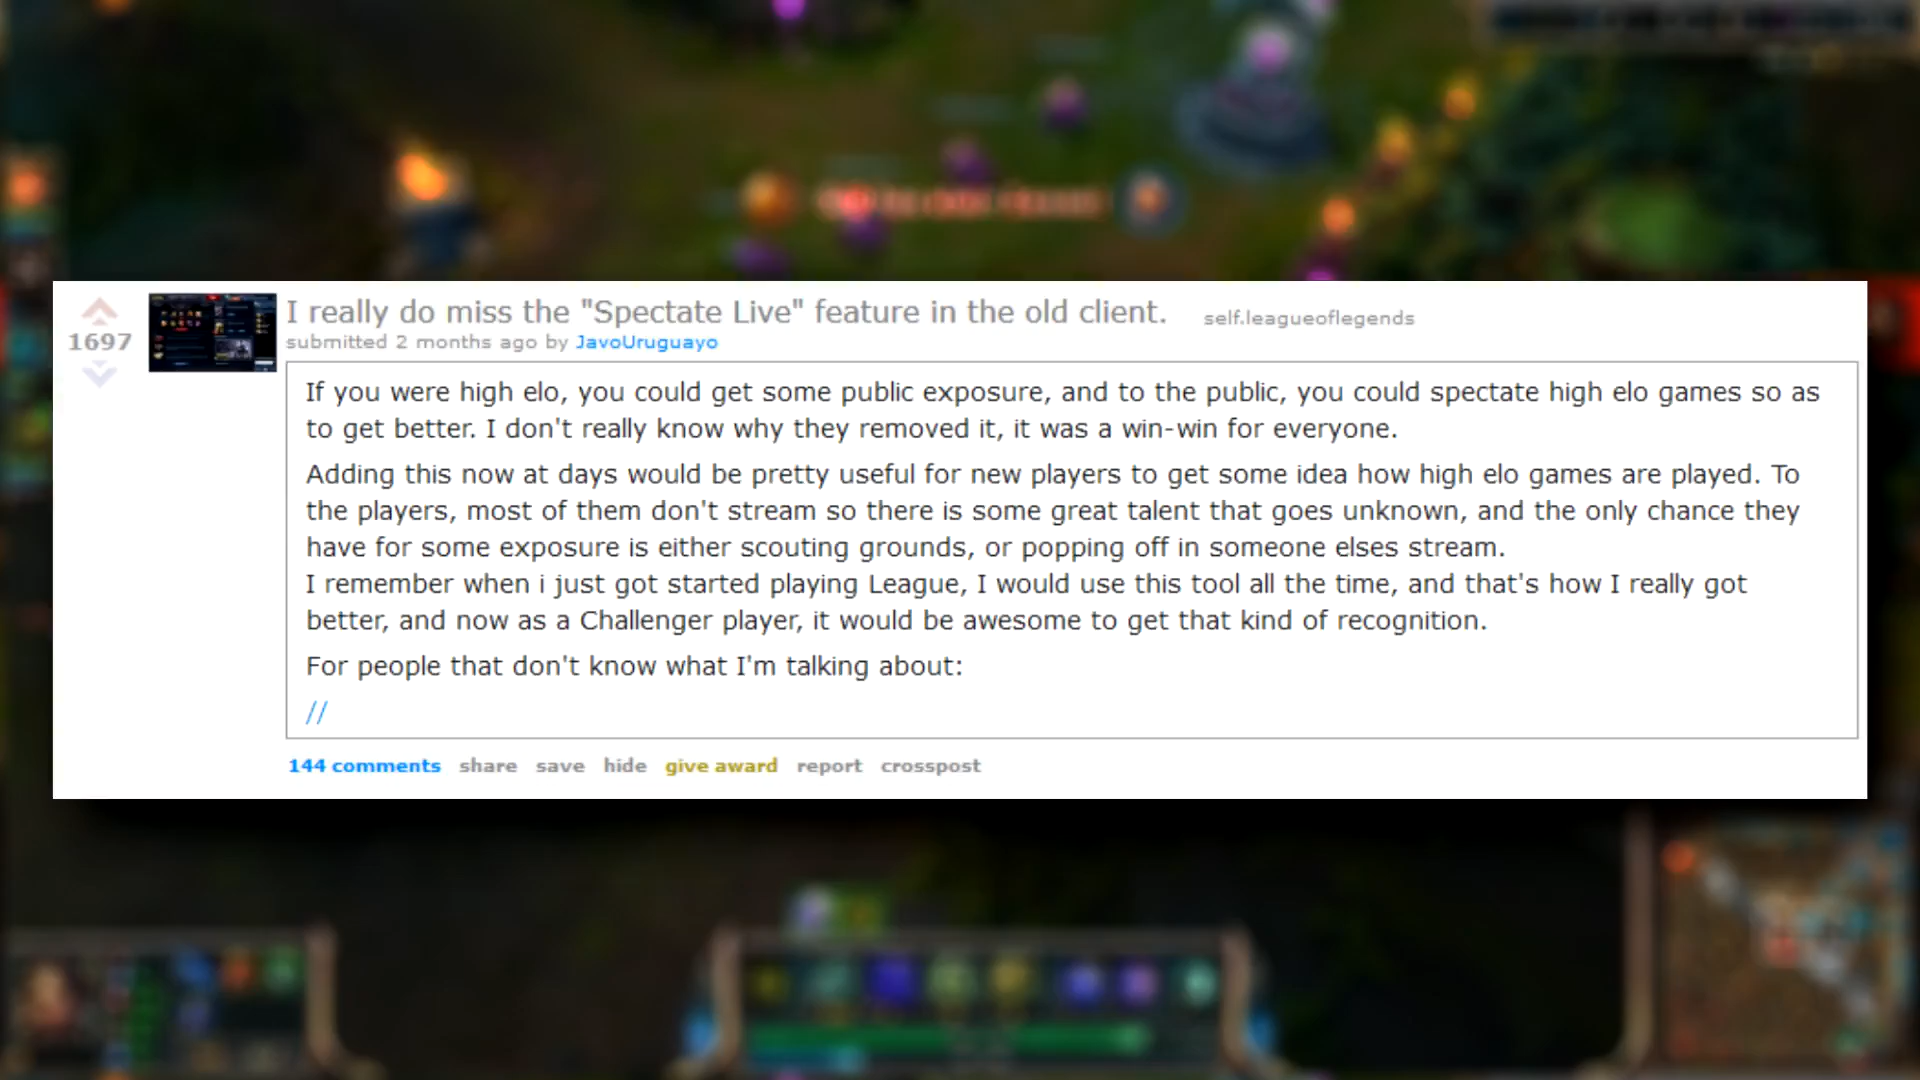 I really do miss the "Spectate Live" feature in the old client. self.leagueoflegends
1697
submitted 2 months ago by JavoUruguayo
If you were high elo, you could get some public exposure, and to the public, you could spectate high elo games so as
to get better. I don't really know why they removed it, it was a win-win for everyone.
Adding this now at days would be pretty useful for new players to get some idea how high elo games are played. To
the players, most of them don't stream so there is some great talent that goes unknown, and the only chance they
have for some exposure is either scouting grounds, or popping off in someone elses stream.
I remember when i just got started playing League, I would use this tool all the time, and that's how I really got
better, and now as a Challenger player, it would be awesome to get that kind of recognition.
For people that don't know what I'm talking about:
//
144 comments share save hide give award report crosspost